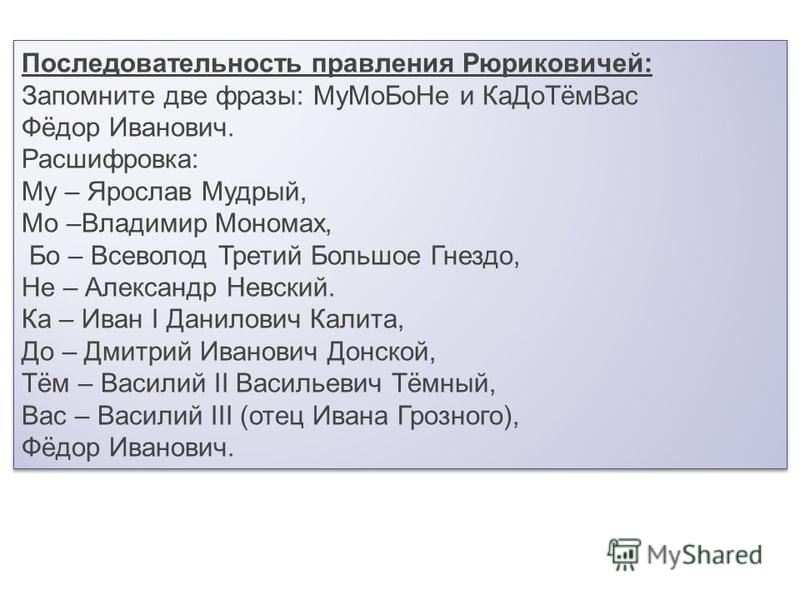 Последовательность правления Рюриковичей:
Запомните две фразы: МуМоБоНе и КаДоТёмВас
Фёдор Иванович.
Расшифровка:
Му – Ярослав Мудрый,
Мо –Владимир Мономах,
Бо – Всеволод Третий Большое Гнездо,
Не – Александр Невский.
Ка – Иван I Данилович Калита,
До – Дмитрий Иванович Донской,
Тём – Василий II Васильевич Тёмный,
Вас – Василий III (отец Ивана Грозного),
Фёдор Иванович.
MyShared